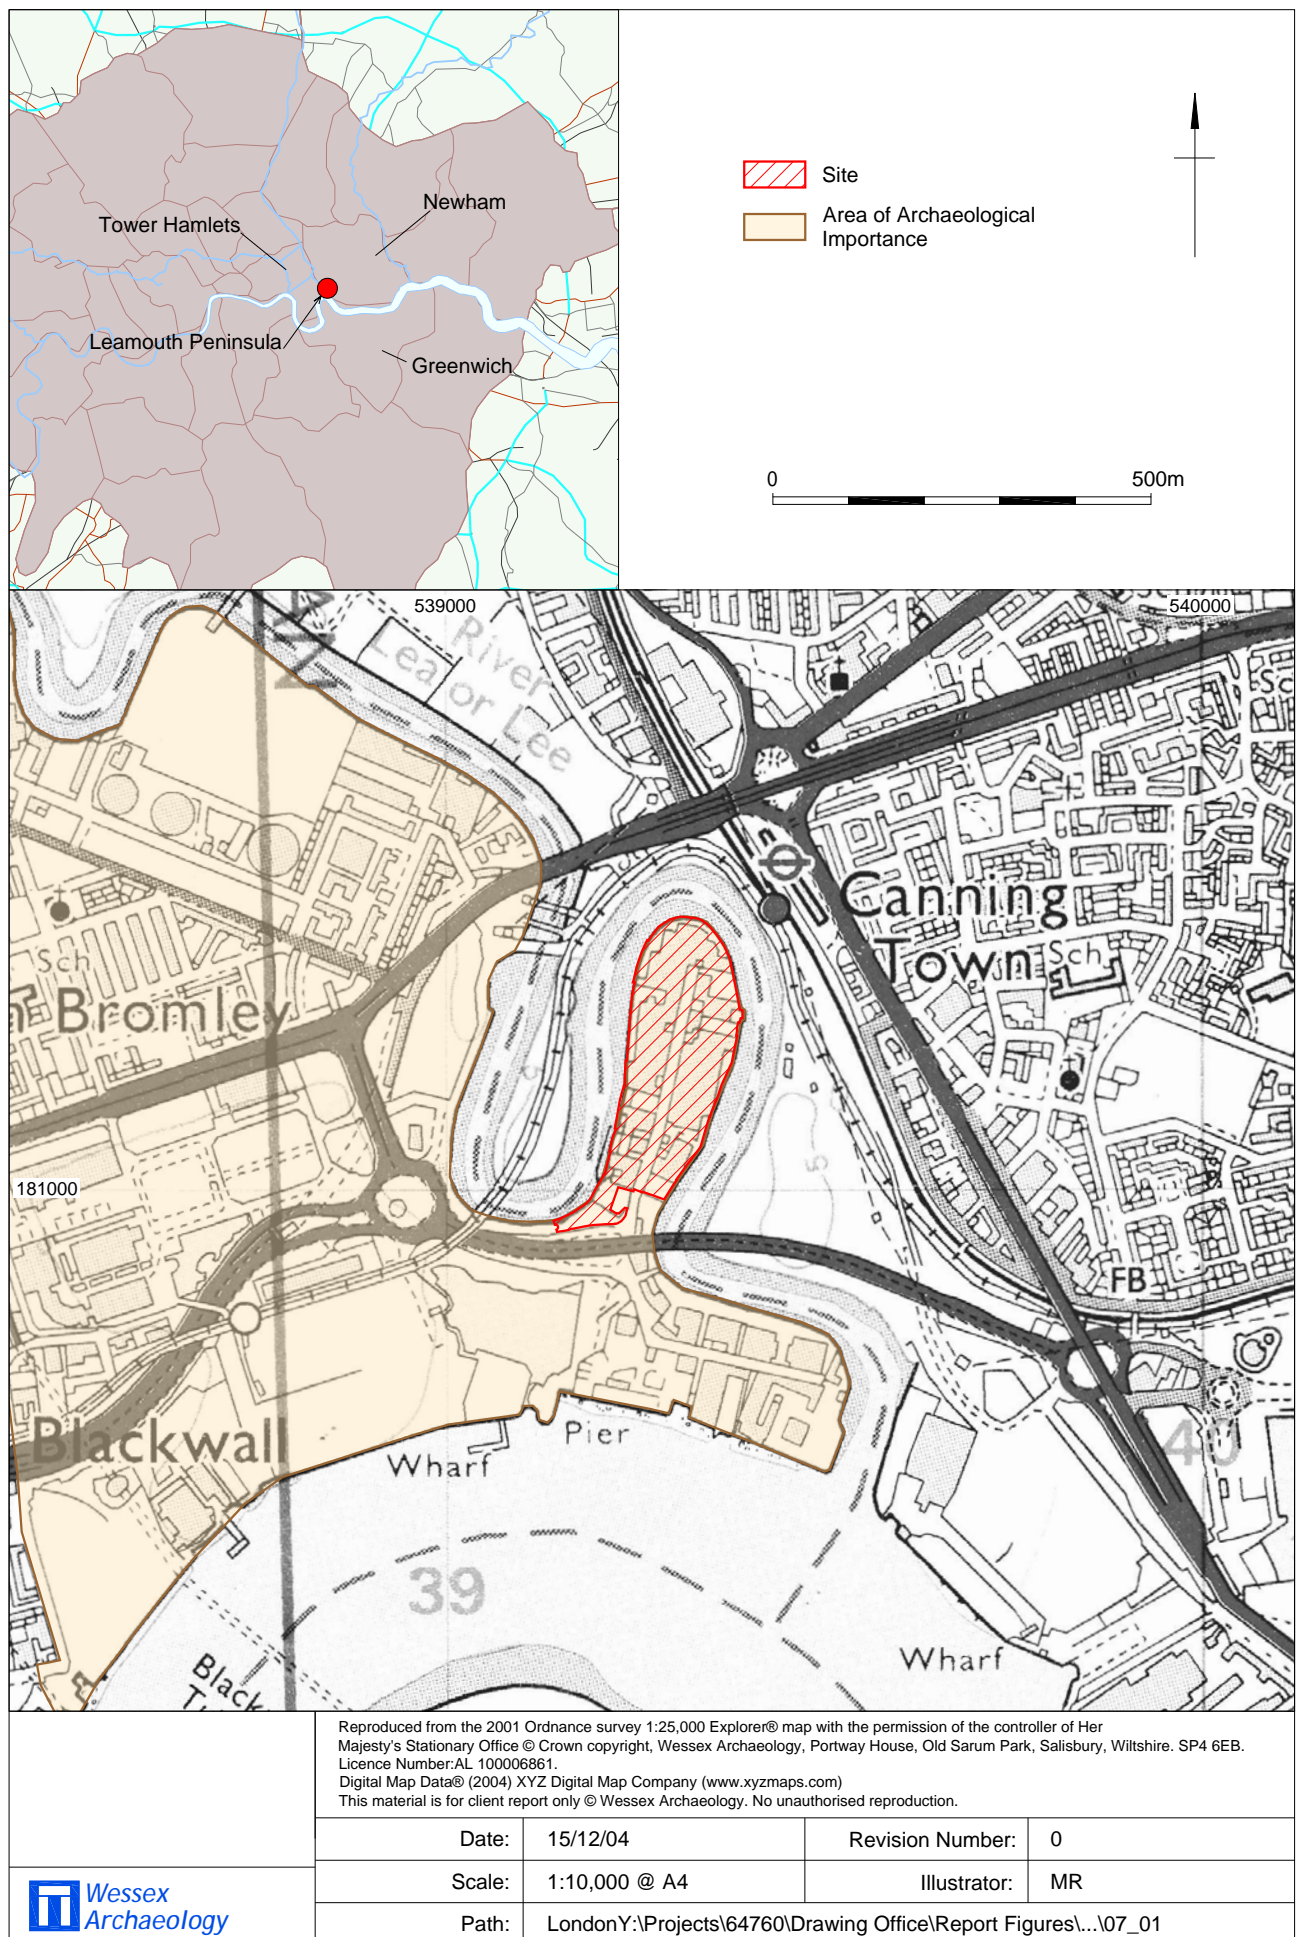 Newham
Tower Hamlets
Leamouth Peninsula
Greenwich
Site
Area of Archaeological
Importance
0
500m
539000
540000
River
Lea or Lee
Sc
Canning
Town
Sch
Sch
Bromley
5
5
181000
FB
Blackwall
Wharf
Pier
40
39
Wharf
Black
Reproduced from the 2001 Ordnance survey 1:25,000 Explorer® map with the permission of the controller of Her
Majesty's Stationary Office © Crown copyright, Wessex Archaeology, Portway House, Old Sarum Park, Salisbury, Wiltshire. SP4 6EB.
Licence Number:AL 100006861.
Digital Map Data® (2004) XYZ Digital Map Company (www.xyzmaps.com)
This material is for client report only © Wessex Archaeology. No unauthorised reproduction.
Date: 15/12/04 Revision Number: 0
Scale: 1:10,000 @ A4 Illustrator: MR
Path: LondonY:\Projects\64760\Drawing Office\Report Figures\...\07_01
Wessex
Archaeology